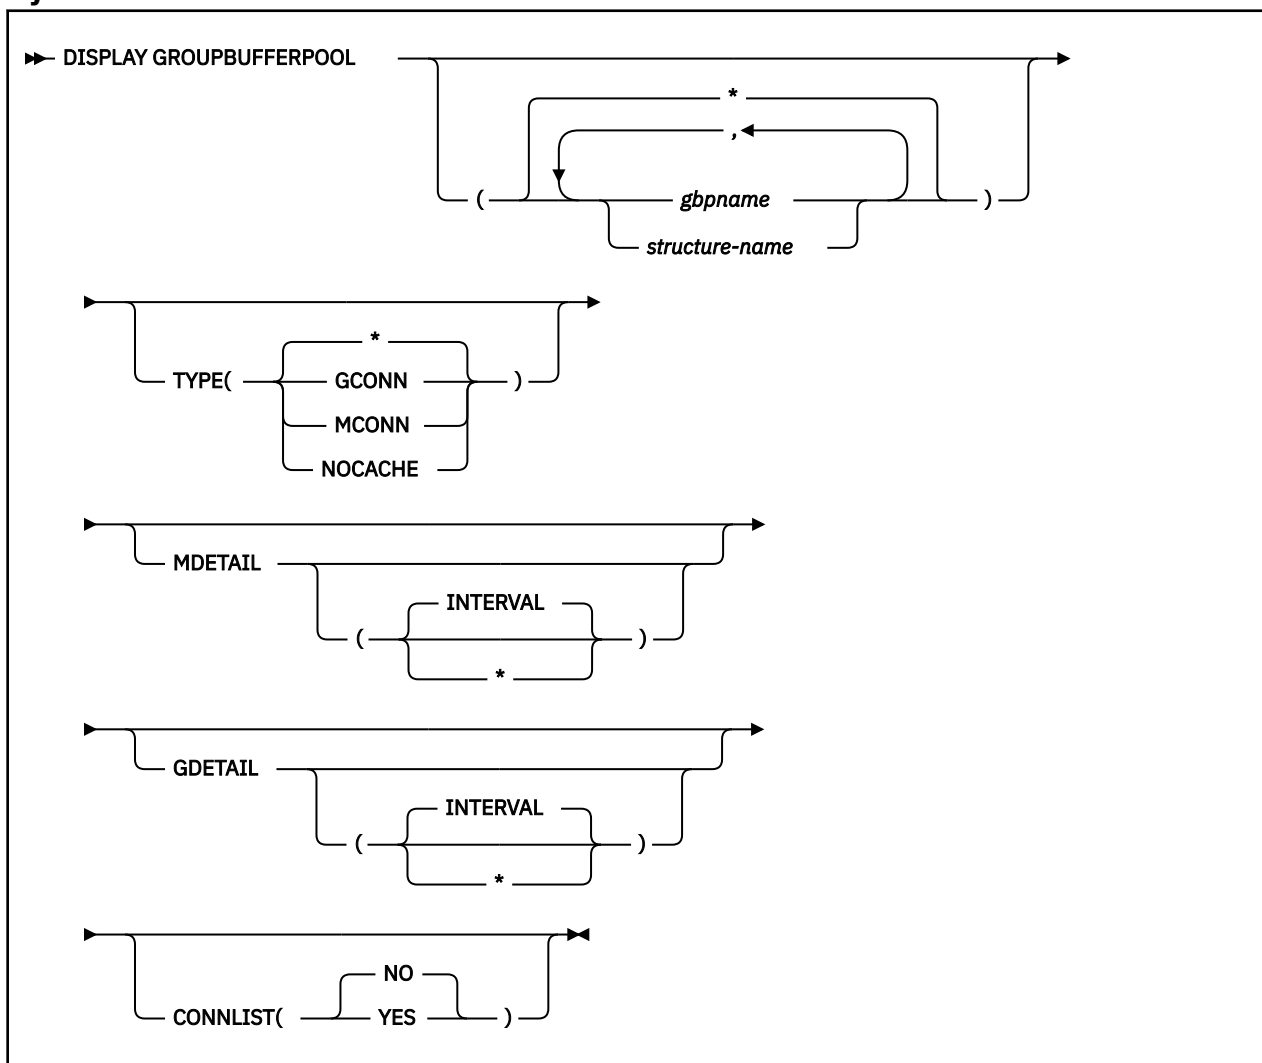 DISPLAY GROUPBUFFERPOOL
*
,
( gbpname )
structure-name
*
TYPE( GCONN )
MCONN
NOCACHE
MDETAIL
INTERVAL
( )
*
GDETAIL
INTERVAL
( )
*
NO
CONNLIST( YES )